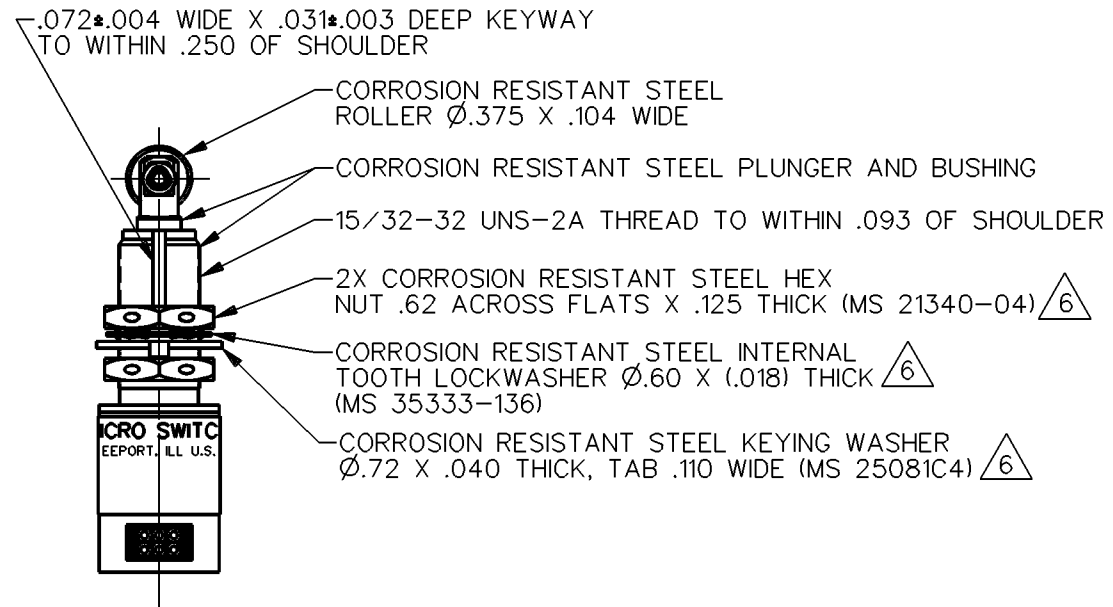 .072±.004 WIDE X .031±.003 DEEP KEYWAY
TO WITHIN .250 OF SHOULDER
CORROSION RESISTANT STEEL
ROLLER Ø.375 X .104 WIDE
CORROSION RESISTANT STEEL PLUNGER AND BUSHING
15/32-32 UNS-2A THREAD TO WITHIN .093 OF SHOULDER
2X CORROSION RESISTANT STEEL HEX
NUT .62 ACROSS FLATS X .125 THICK (MS 21340-04) 6
CORROSION RESISTANT STEEL INTERNAL
TOOTH LOCKWASHER Ø.60 X (.018) THICK 6
(MS 35333-136)
CORROSION RESISTANT STEEL KEYING WASHER
Ø.72 X .040 THICK, TAB .110 WIDE (MS 25081C4) 6
ICRO SWITC
EEPORT, ILL U.S.